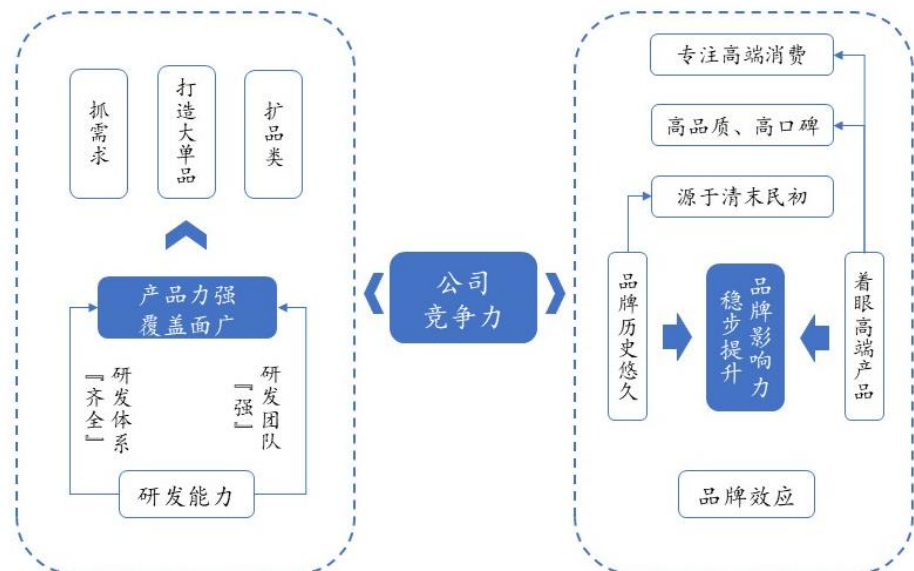 抓需求
打造大单品
扩品类
产品力强
覆盖面广
研发体系
『齐全』
研发团队
『强』
研发能力
公司
竞争力
专注高端消费
高品质、高口碑
源于清末民初
品牌历史悠久
品牌影响力
稳步提升
着眼高端产品
品牌效应